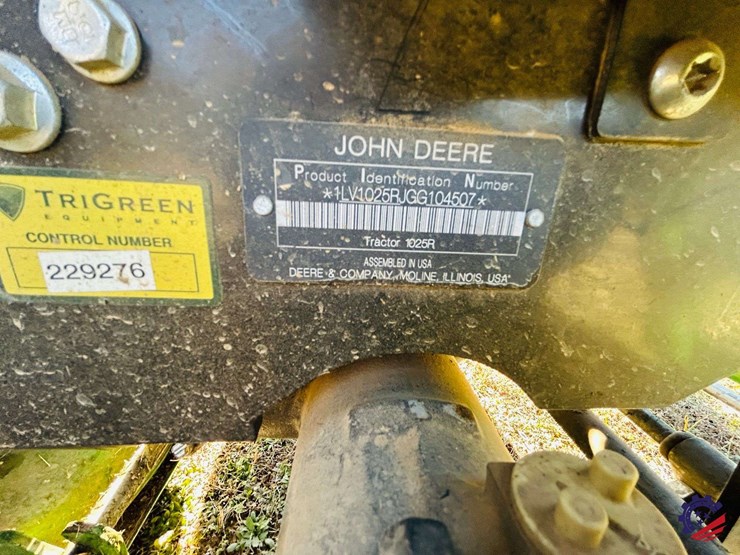 JOHN DEERE
Product Identification Number
*1LV1025RJGG104507*
Tractor 1025R
ASSEMBLED IN USA
DEERE & COMPANY, MOLINE, ILLINOIS, USA
TRIGREEN
EQUIPMENT
CONTROL NUMBER
229276